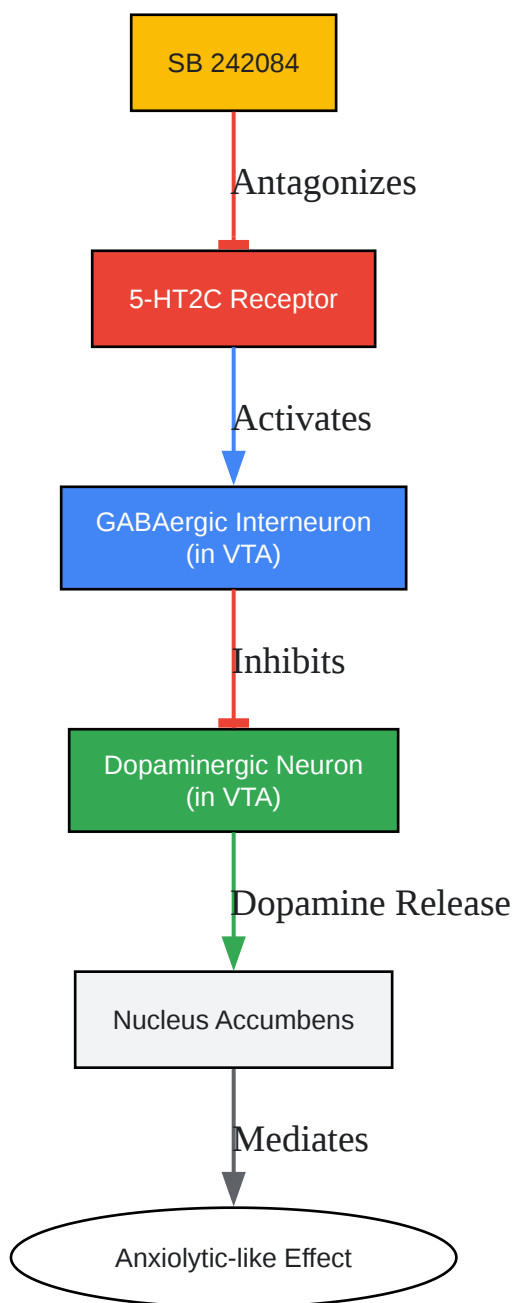 SB 242084
Antagonizes
5-HT2C Receptor
Activates
GABAergic Interneuron
(in VTA)
Inhibits
Dopaminergic Neuron
(in VTA)
Dopamine Release
Nucleus Accumbens
Mediates
Anxiolytic-like Effect